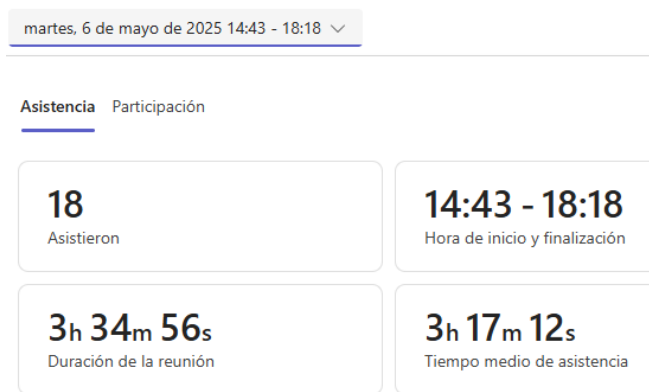 martes, 6 de mayo de 2025 14:43 - 18:18
Asistencia Participación
18
Asistieron
14:43 - 18:18
Hora de inicio y finalización
3h 34m 56s
Duración de la reunión
3h 17m 12s
Tiempo medio de asistencia